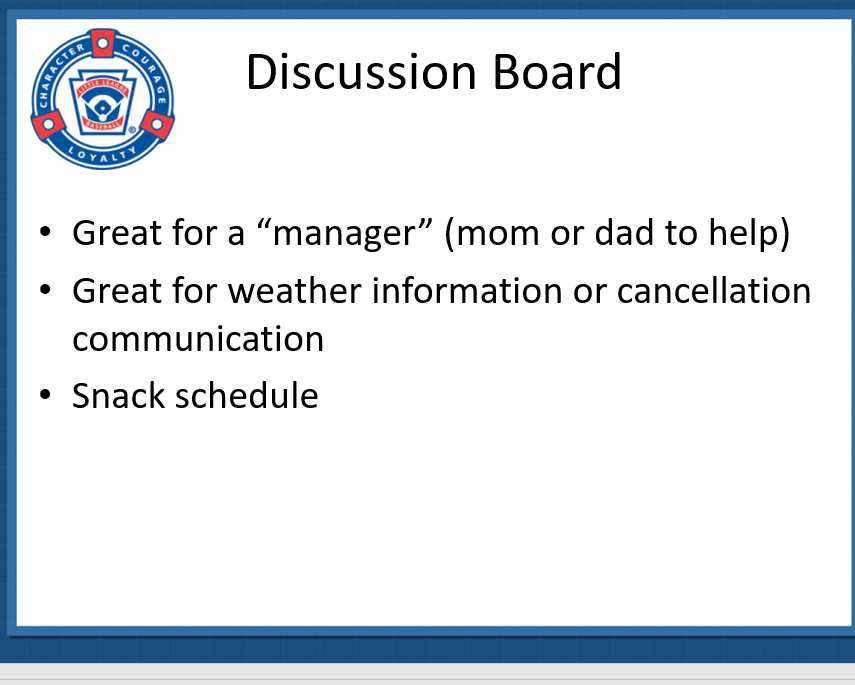 CHARACTER
COURAGE
LITTLE LEAGUE
BASEBALL
®
LOYALTY
Discussion Board
• Great for a “manager” (mom or dad to help)
• Great for weather information or cancellation
communication
• Snack schedule